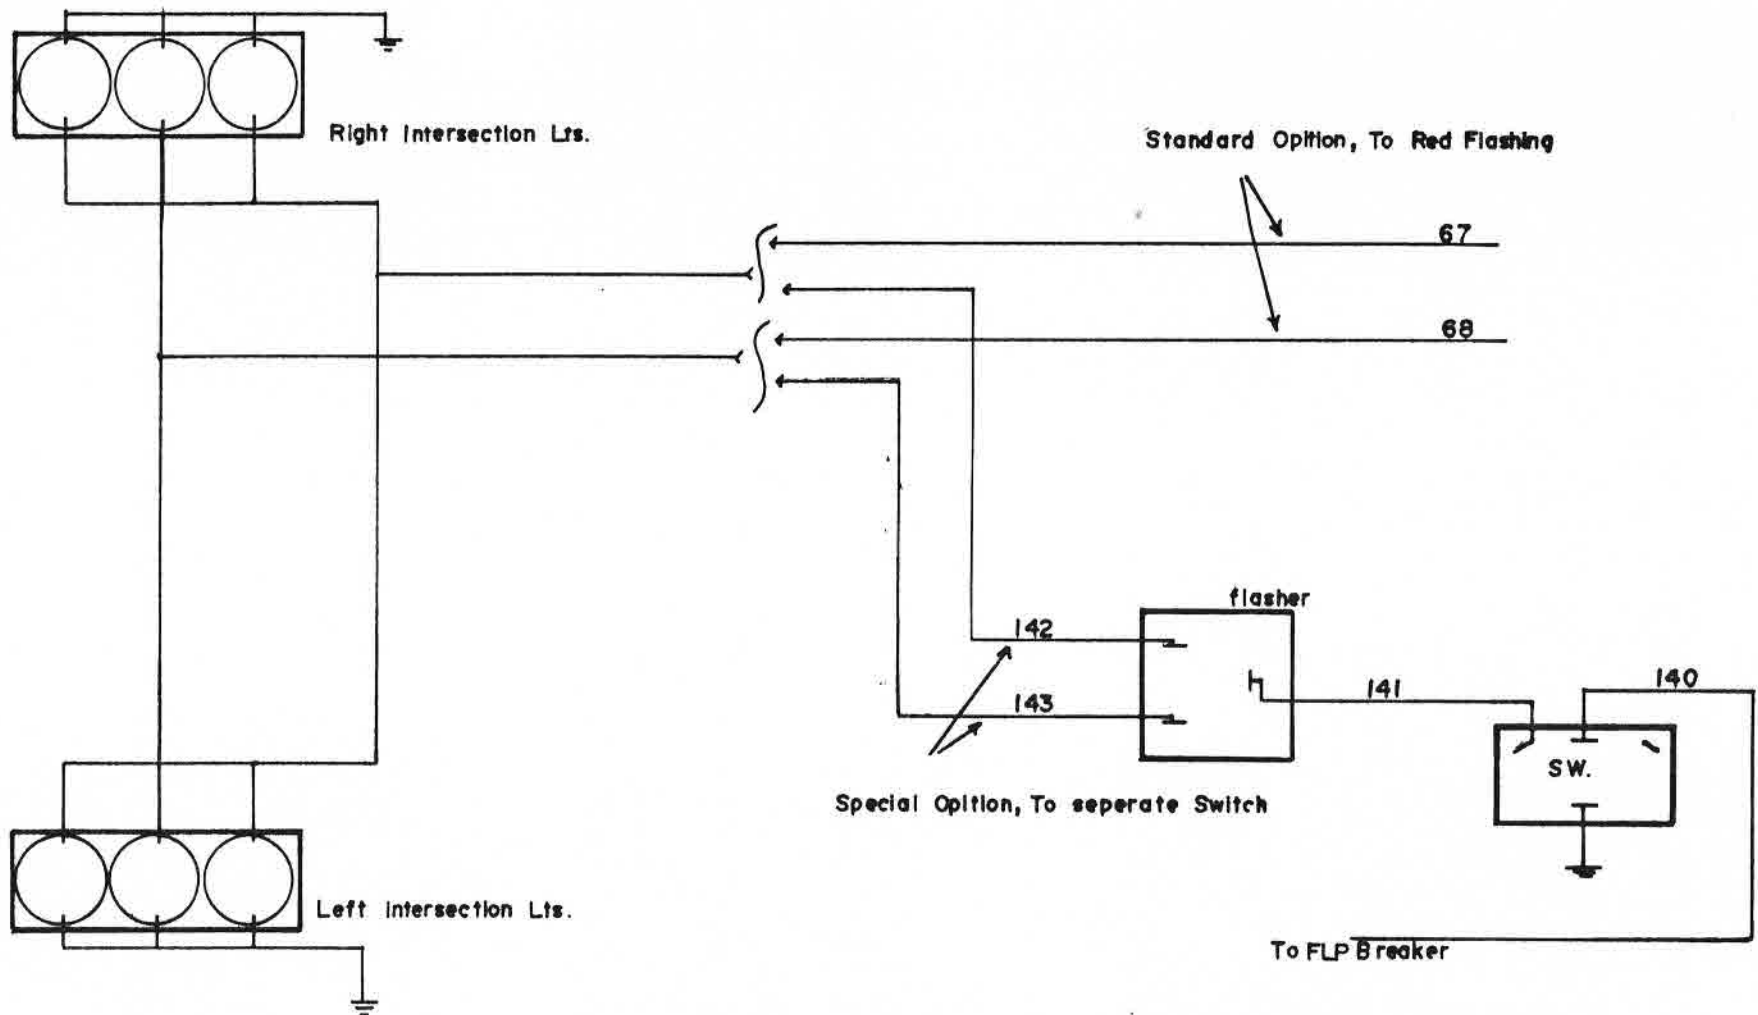 Right Intersection Lts.
Standard Opition, To Red Flashing
67
68
flasher
142
141
140
143
SW.
Special Opition, To seperate Switch
Left Intersection Lts.
To FLP Breaker